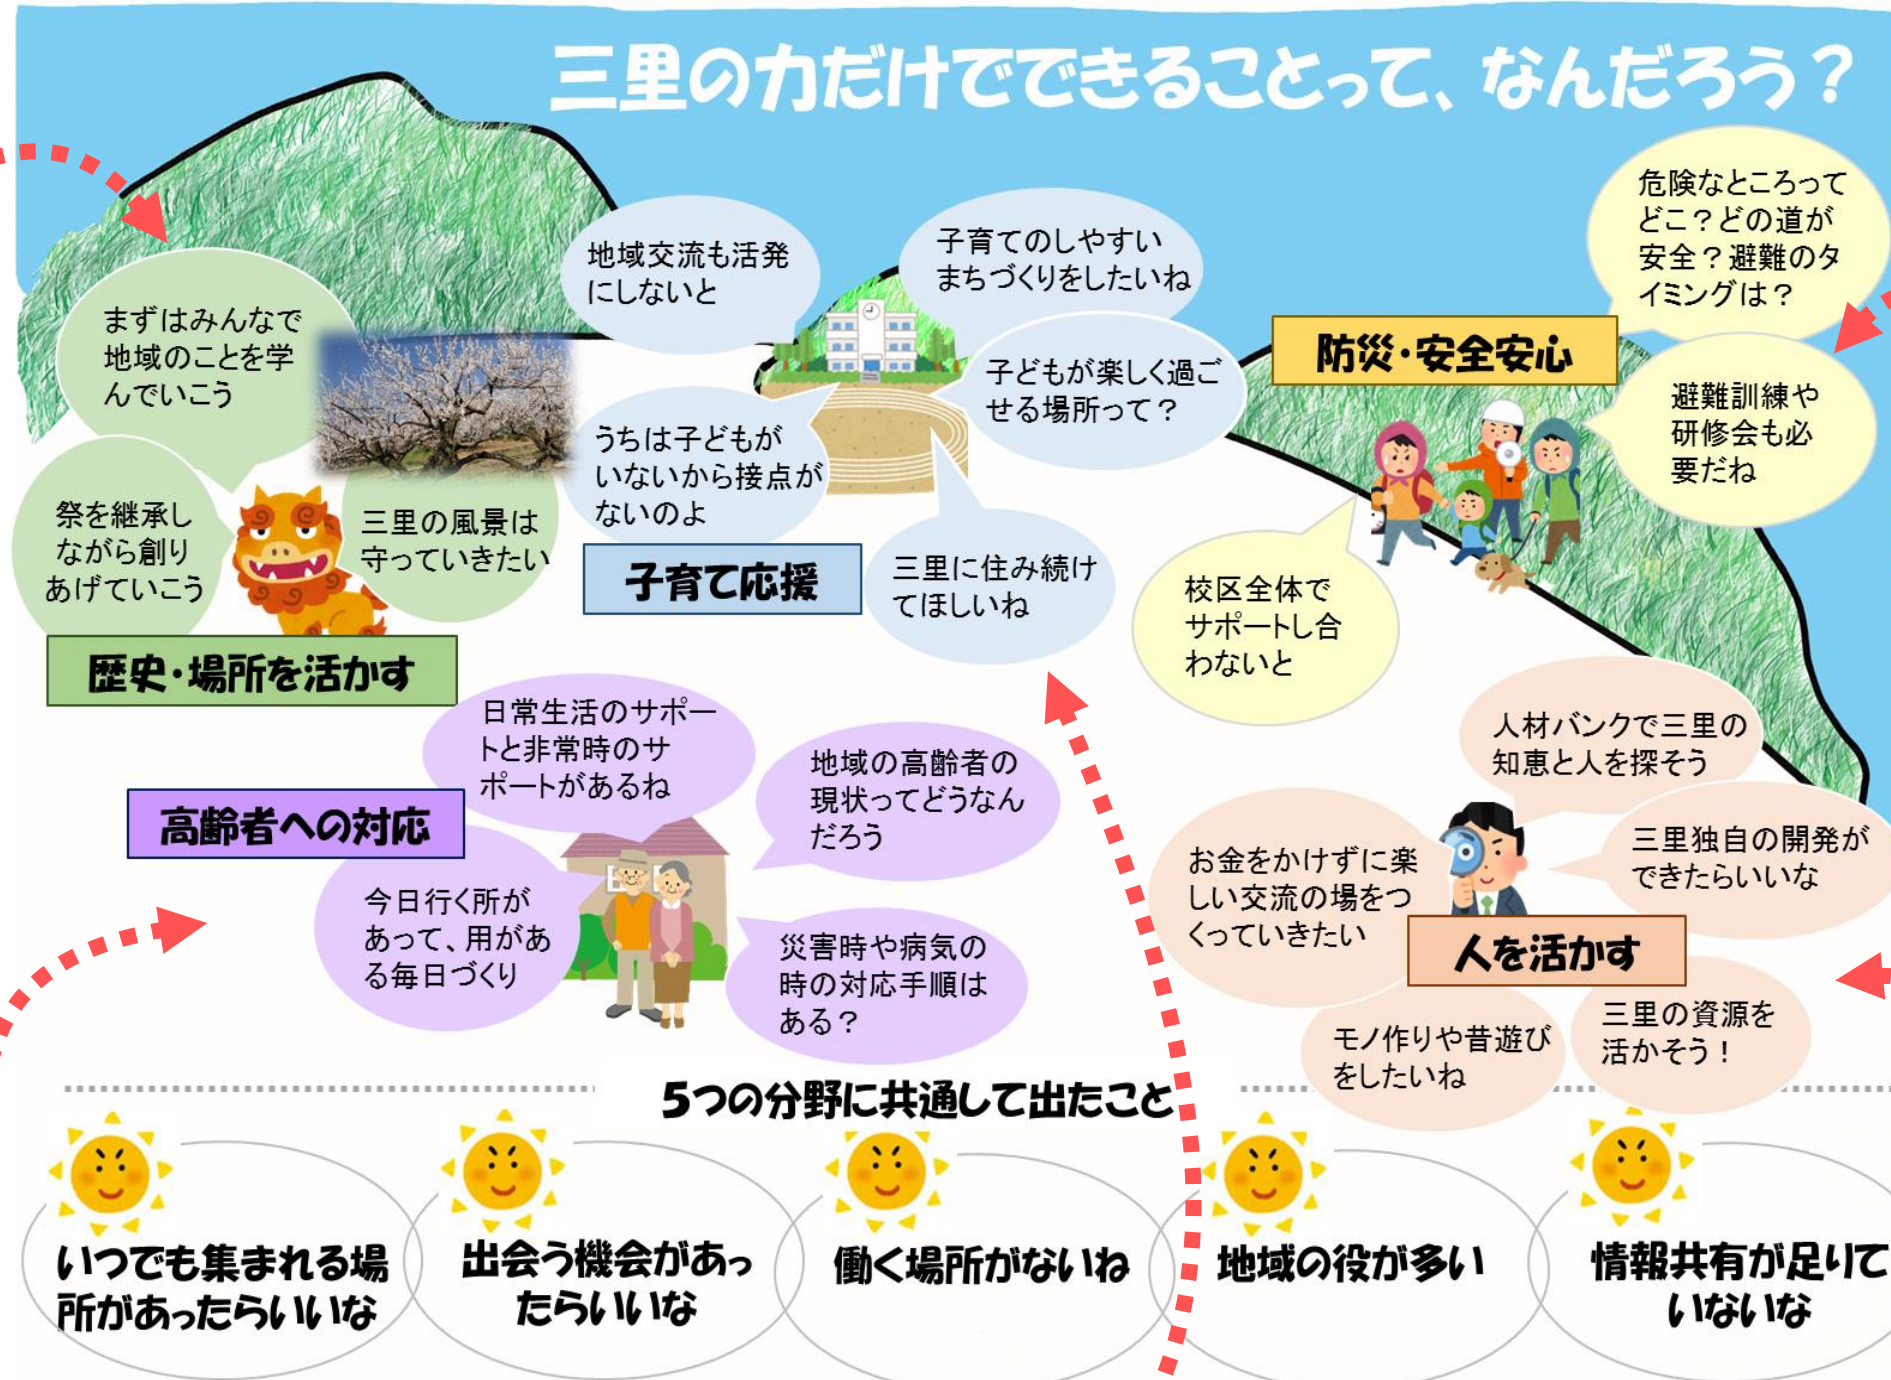 三里の力だけでできることって、なんだろう？
まずはみんなで
地域のことを学
んでいこう
祭を継承し
ながら創り
あげていこう
三里の風景は
守っていきたい
歴史・場所を活かす
地域交流も活発
にしないと
子育てのしやすい
まちづくりをしたいね
子どもが楽しく過ご
せる場所って？
うちは子どもが
いないから接点が
ないのよ
三里に住み続け
てほしいね
子育て応援
危険なところって
どこ？どの道が
安全？避難のタ
イミングは？
防災・安全安心
避難訓練や
研修会も必
要だね
校区全体で
サポートし合
わないと
日常生活のサポー
トと非常時のサ
ポートがあるね
地域の高齢者の
現状ってどうなん
だろう
高齢者への対応
今日行く所が
あって、用があ
る毎日づくり
災害時や病気の
時の対応手順は
ある？
人材バンクで三里の
知恵と人を探そう
三里独自の開発が
できたらいいな
お金をかけずに楽
しい交流の場をつ
くっていきたい
人を活かす
モノ作りや昔遊び
をしたいね
三里の資源を
活かそう！
5つの分野に共通して出たこと
いつでも集まれる場
所があったらいいな
出会う機会があっ
たらいいな
働く場所がないね
地域の役が多い
情報共有が足りて
いないな